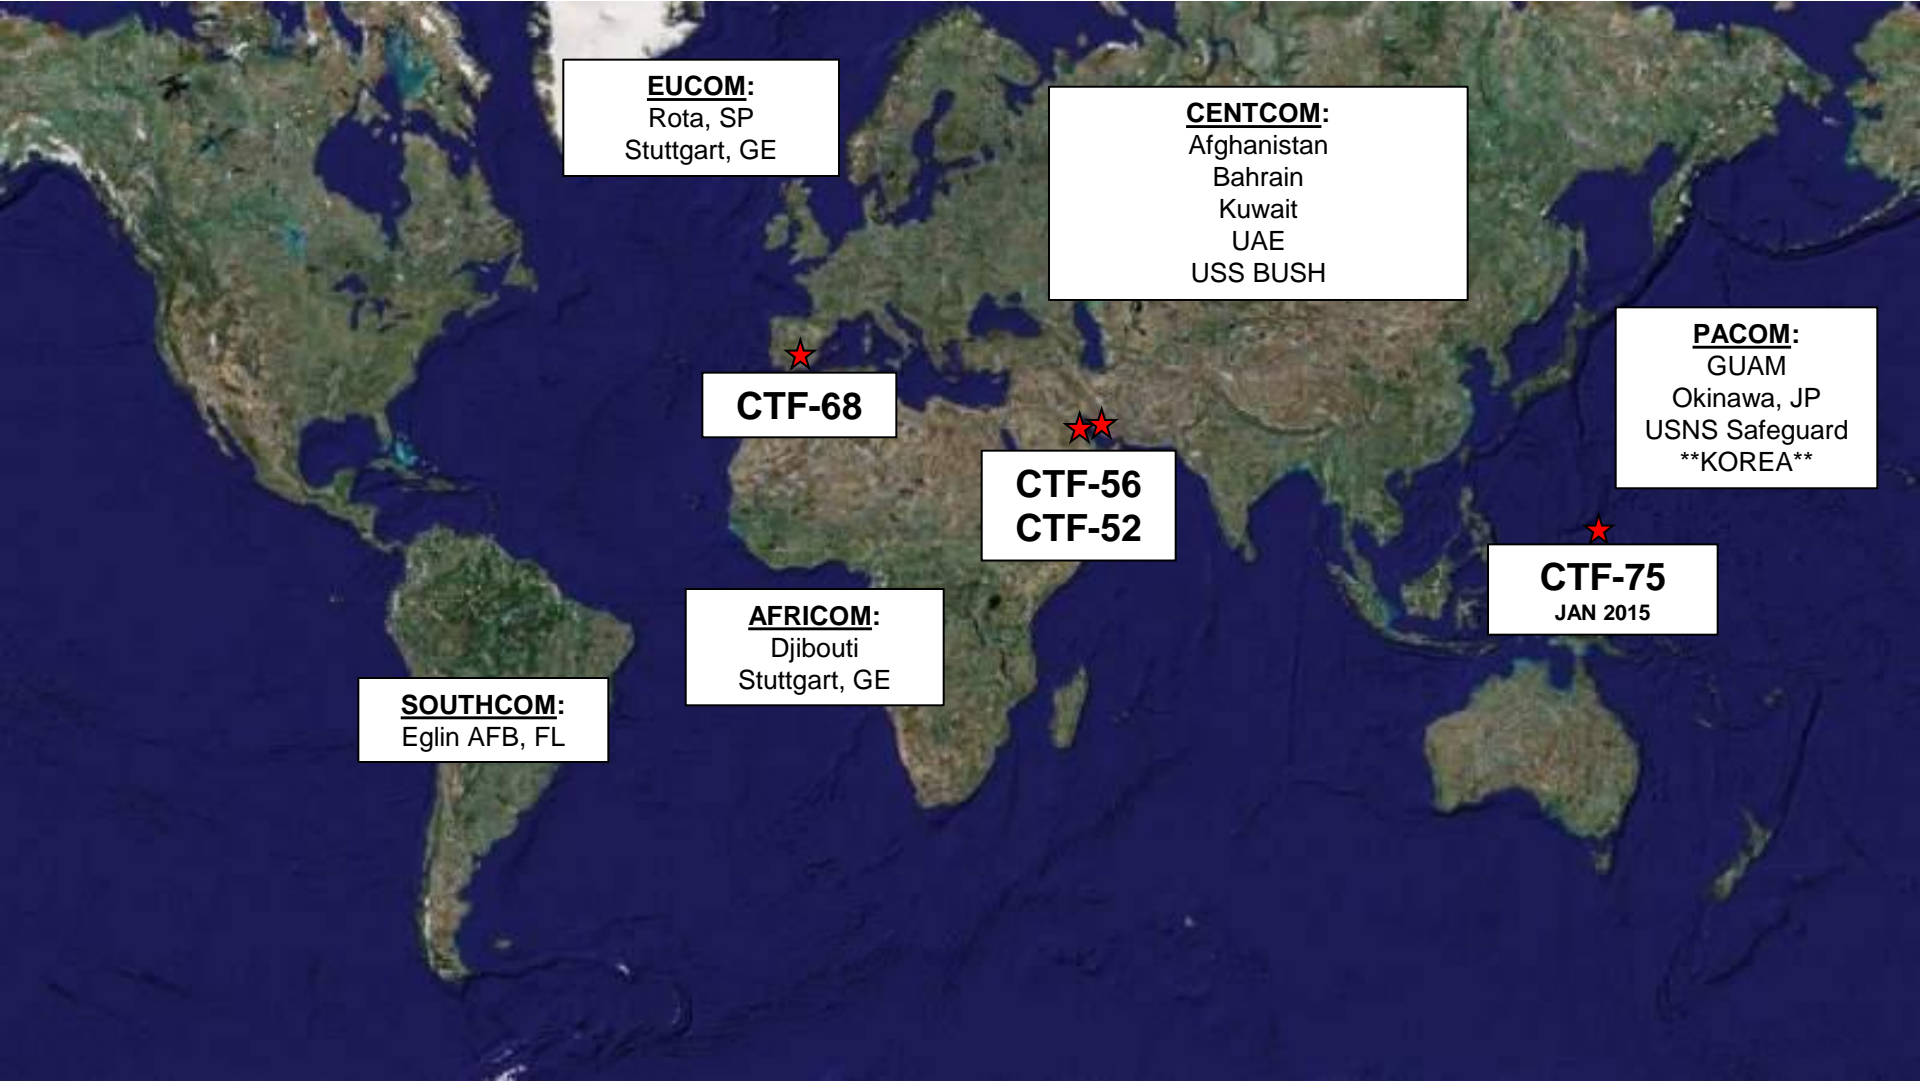 EUCOM:
Rota, SP
Stuttgart, GE
CENTCOM:
Afghanistan
Bahrain
Kuwait
UAE
USS BUSH
PACOM:
GUAM
Okinawa, JP
USNS Safeguard
**KOREA**
CTF-68
CTF-56
CTF-52
CTF-75
JAN 2015
AFRICOM:
Djibouti
Stuttgart, GE
SOUTHCOM:
Eglin AFB, FL